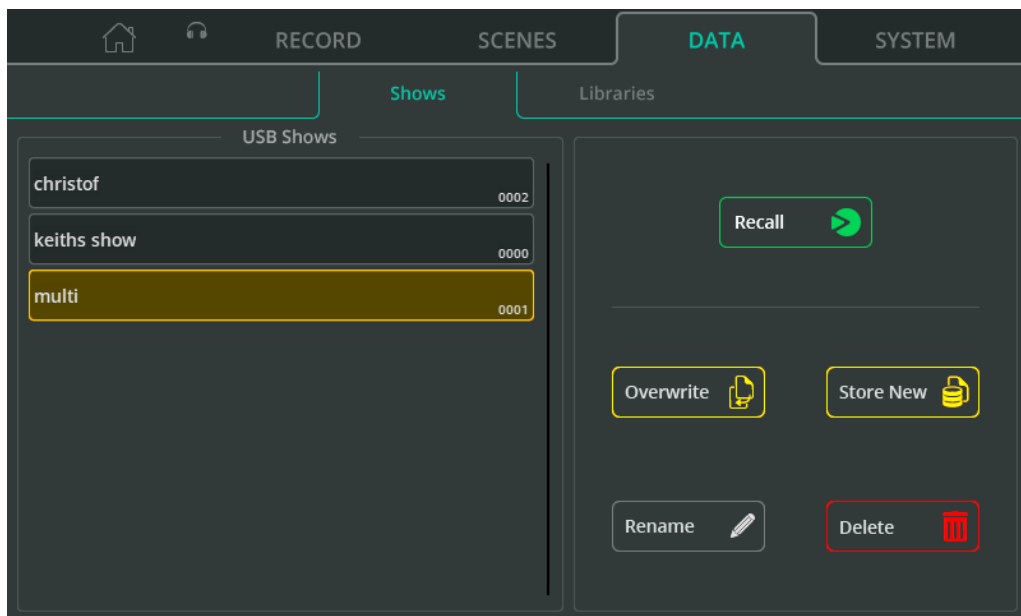 RECORD SCENES DATA SYSTEM
Shows Libraries
USB Shows
christof
0002
keiths show
0000
multi
0001
Recall
Overwrite
Store New
Rename
Delete